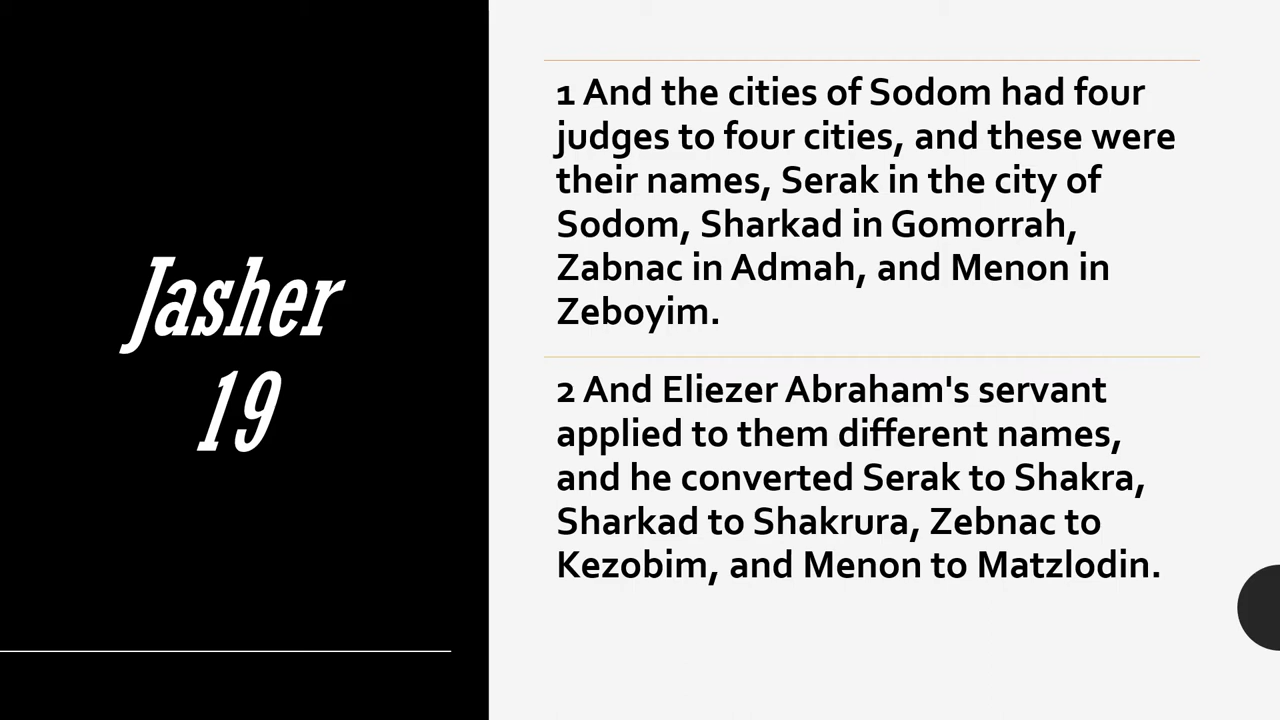 Jasher
19
1 And the cities of Sodom had four
judges to four cities, and these were
their names, Serak in the city of
Sodom, Sharkad in Gomorrah,
Zabnac in Admah, and Menon in
Zeboyim.
2 And Eliezer Abraham's servant
applied to them different names,
and he converted Serak to Shakra,
Sharkad to Shakrura, Zebnac to
Kezobim, and Menon to Matzlodin.